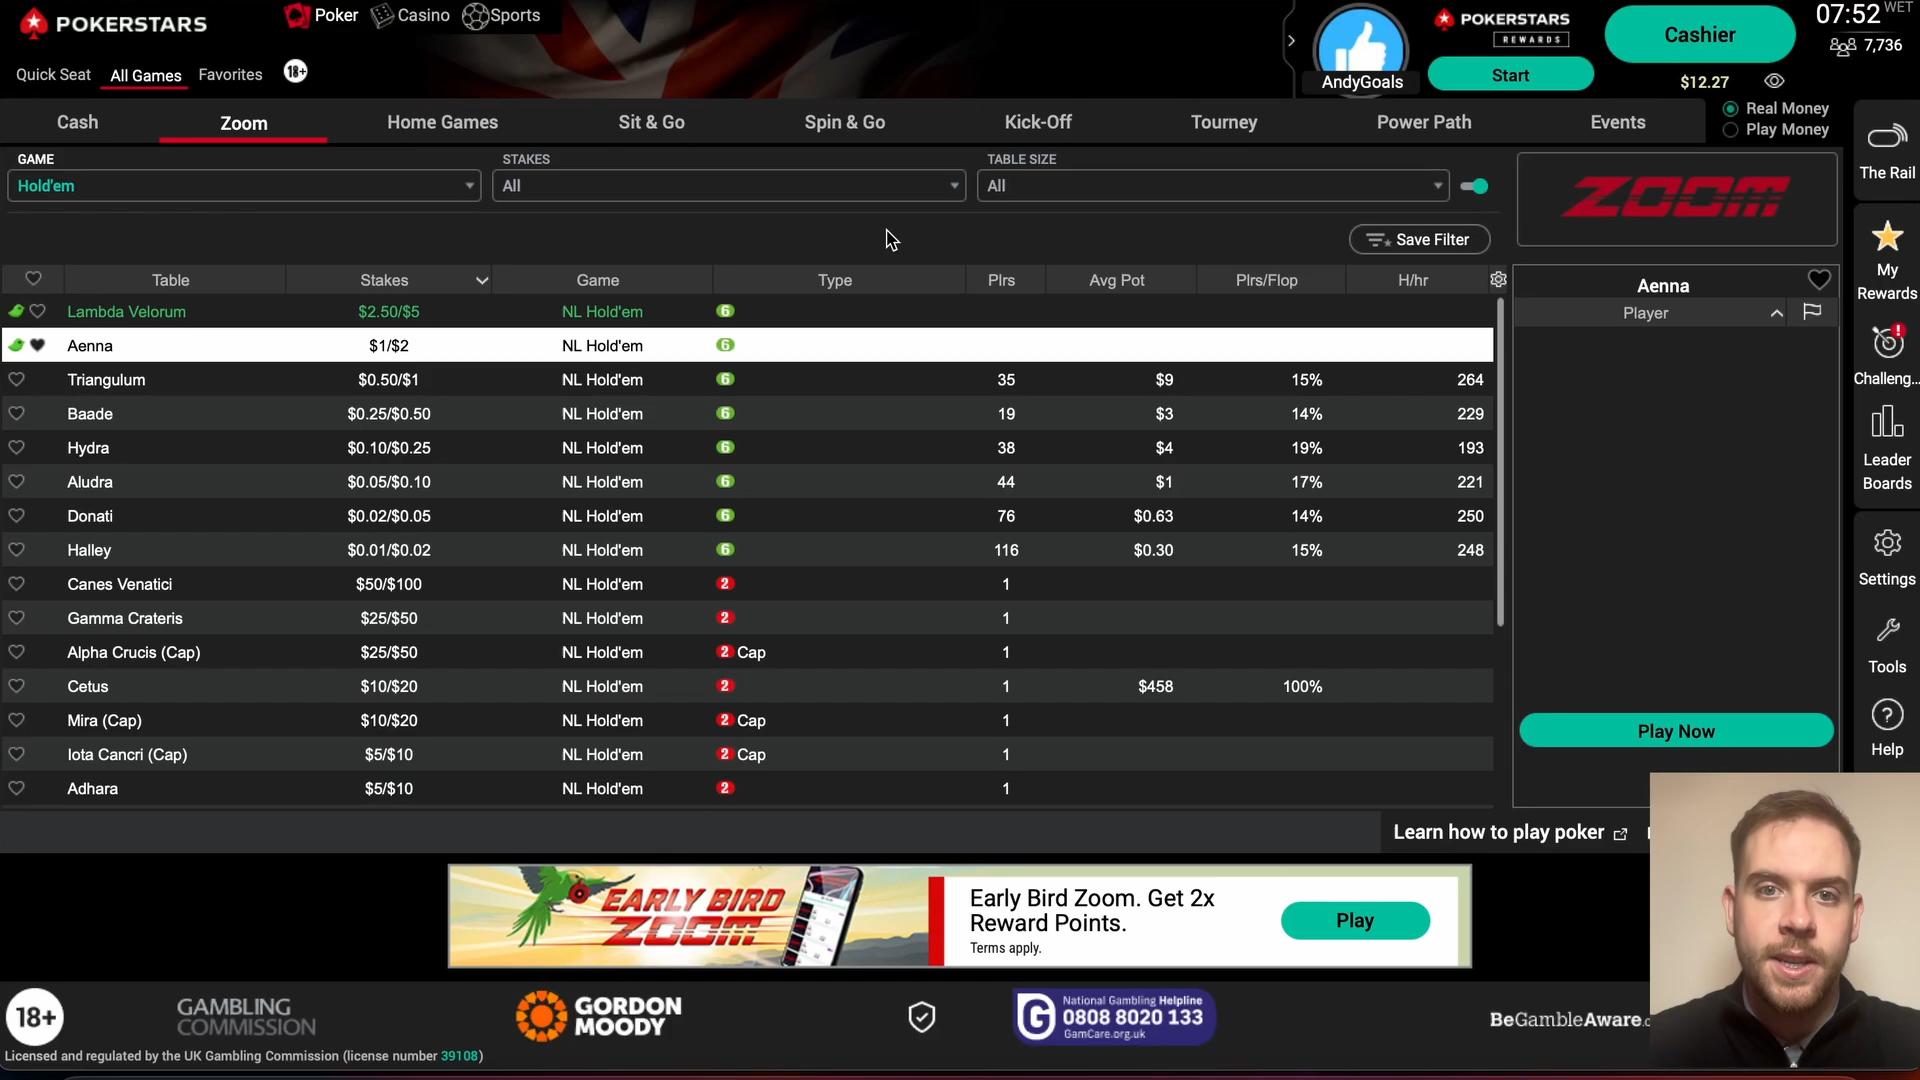 POKERSTARS
Poker
Casino
Sports
Quick Seat
All Games
Favorites
18+
AndyGoals
POKERSTARS
REWARDS
Start
Cashier
$12.27
07:52 WET
7,736
Cash
Zoom
Home Games
Sit & Go
Spin & Go
Kick-Off
Tourney
Power Path
Events
Real Money
Play Money
GAME
STAKES
TABLE SIZE
Hold'em
All
All
ZOOM
Save Filter
Table Stakes Game Type Plrs Avg Pot Plrs/Flop H/hr
Lambda Velorum $2.50/$5 NL Hold'em 6
Aenna $1/$2 NL Hold'em 6
Triangulum $0.50/$1 NL Hold'em 6 35 $9 15% 264
Baade $0.25/$0.50 NL Hold'em 6 19 $3 14% 229
Hydra $0.10/$0.25 NL Hold'em 6 38 $4 19% 193
Aludra $0.05/$0.10 NL Hold'em 6 44 $1 17% 221
Donati $0.02/$0.05 NL Hold'em 6 76 $0.63 14% 250
Halley $0.01/$0.02 NL Hold'em 6 116 $0.30 15% 248
Canes Venatici $50/$100 NL Hold'em 2 1
Gamma Crateris $25/$50 NL Hold'em 2 1
Alpha Crucis (Cap) $25/$50 NL Hold'em 2 Cap 1
Cetus $10/$20 NL Hold'em 2 1 $458 100%
Mira (Cap) $10/$20 NL Hold'em 2 Cap 1
Iota Cancri (Cap) $5/$10 NL Hold'em 2 Cap 1
Adhara $5/$10 NL Hold'em 2 1
Aenna
Player
Play Now
The Rail
My
Rewards
!
Challeng...
Leader
Boards
Settings
Tools
?
Help
Learn how to play poker
EARLY BIRD
ZOOM
Early Bird Zoom. Get 2x
Reward Points.
Terms apply.
Play
18+
GAMBLING
COMMISSION
GORDON
MOODY
National Gambling Helpline
0808 8020 133
GamCare.org.uk
BeGambleAware.
Licensed and regulated by the UK Gambling Commission (license number 39108)